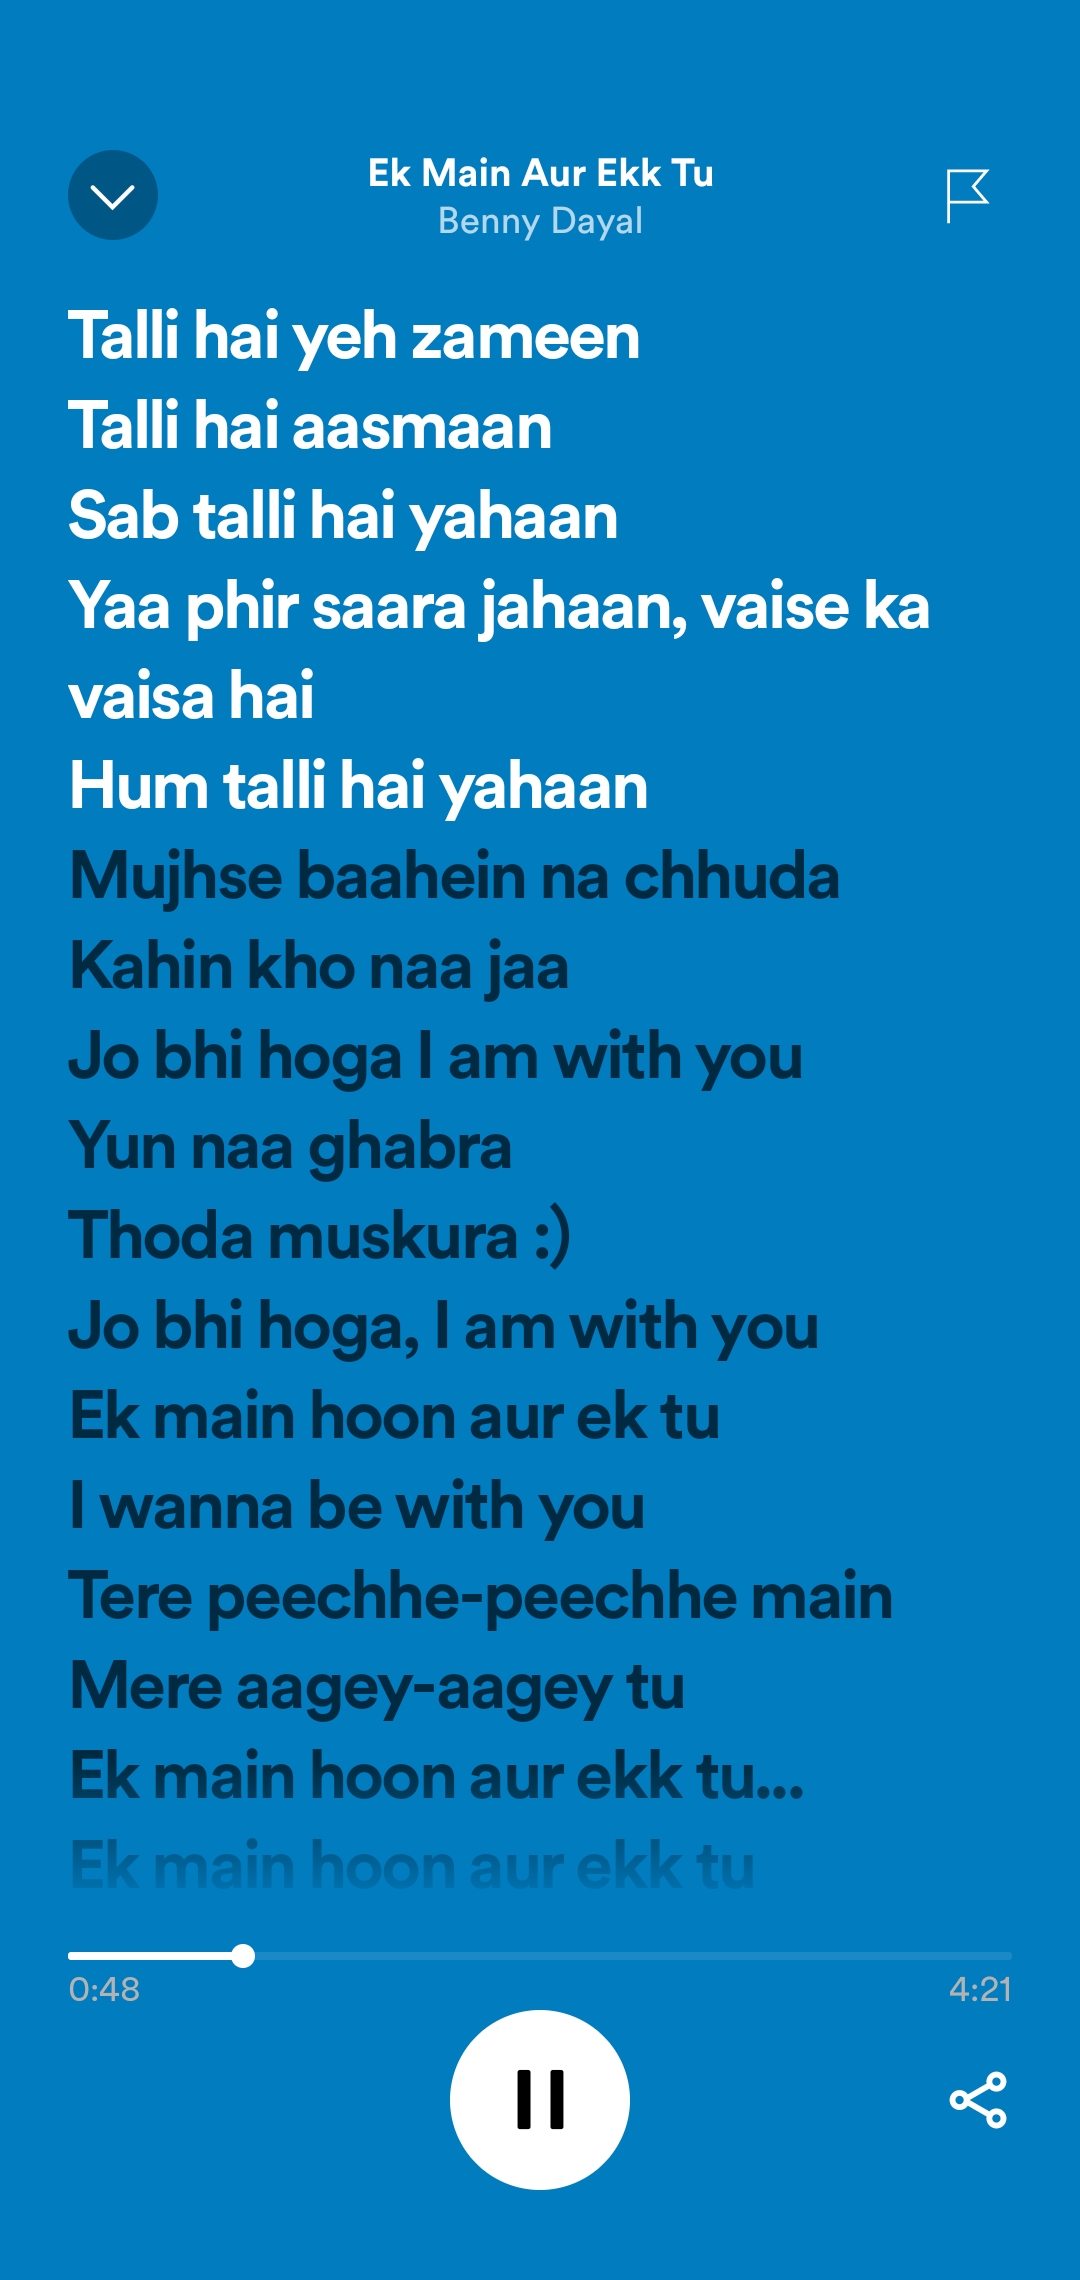 Ek Main Aur Ekk Tu
Benny Dayal
Talli hai yeh zameen
Talli hai aasmaan
Sab talli hai yahaan
Yaa phir saara jahaan, vaise ka
vaisa hai
Hum talli hai yahaan
Mujhse baahein na chhuda
Kahin kho naa jaa
Jo bhi hoga I am with you
Yun naa ghabra
Thoda muskura :)
Jo bhi hoga, I am with you
Ek main hoon aur ek tu
I wanna be with you
Tere peechhe-peechhe main
Mere aagey-aagey tu
Ek main hoon aur ekk tu...
Ek main hoon aur ekk tu
0:48
4:21